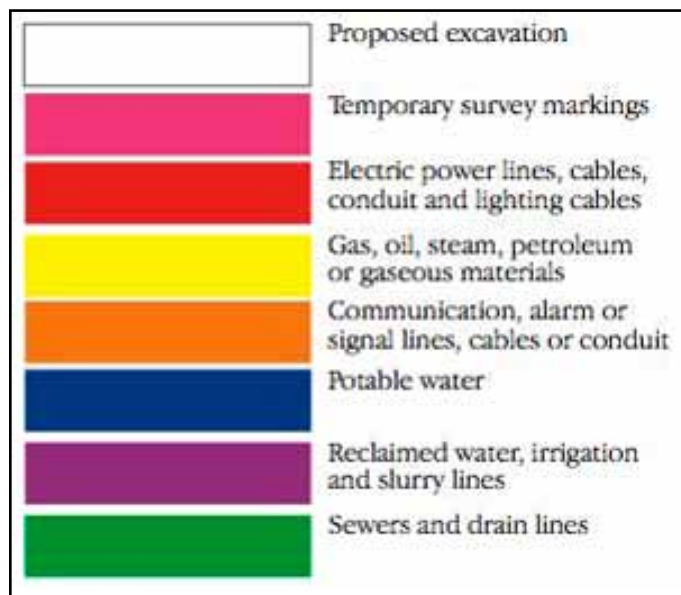 Proposed excavation
Temporary survey markings
Electric power lines, cables,
conduit and lighting cables
Gas, oil, steam, petroleum
or gaseous materials
Communication, alarm or
signal lines, cables or conduit
Potable water
Reclaimed water, irrigation
and slurry lines
Sewers and drain lines